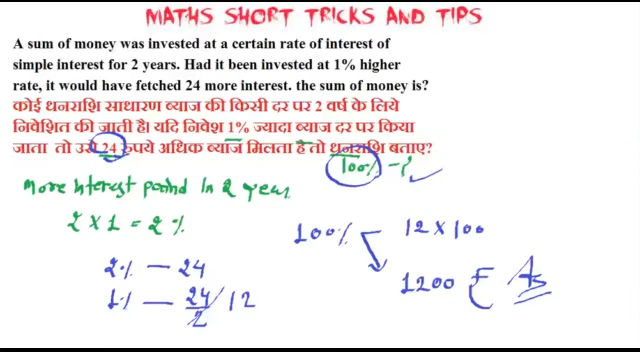 MATHS SHORT TRICKS AND TIPS
A sum of money was invested at a certain rate of interest of
simple interest for 2 years. Had it been invested at 1% higher
rate, it would have fetched 24 more interest. the sum of money is?
कोई धनराशि साधारण ब्याज की किसी दर पर 2 वर्ष के लिये
निवेशित की जाती है। यदि निवेश 1% ज्यादा ब्याज दर पर किया
जाता तो उसे 24 रुपये अधिक ब्याज मिलता है तो धनराशि बताए?
100% - ?
More interest period in 2 year
2 × 1 = 2 %
100% 12 × 100
2% — 24
1200 ₹ As
1% — 24/2 / 12